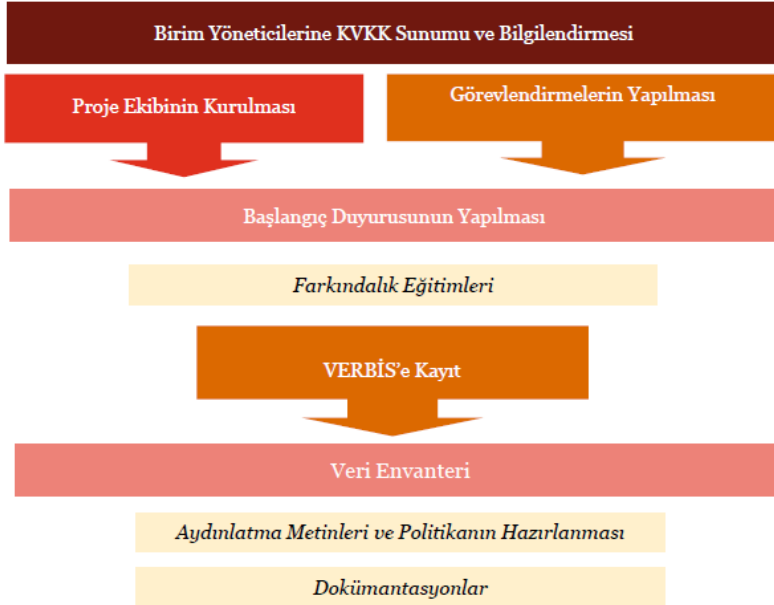 Birim Yöneticilerine KVKK Sunumu ve Bilgilendirmesi
Proje Ekibinin Kurulması
Görevlendirmelerin Yapılması
Başlangıç Duyurusunun Yapılması
Farkındalık Eğitimleri
VERBİS’e Kayıt
Veri Envanteri
Aydınlatma Metinleri ve Politikanın Hazırlanması
Dokümantasyonlar